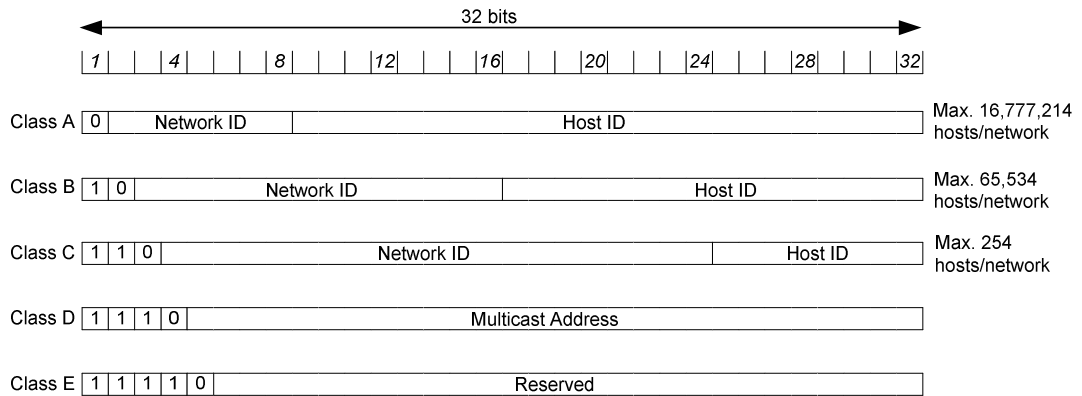 32 bits
1 4 8 12 16 20 24 28 32
Class A 0 Network ID Host ID Max. 16,777,214
hosts/network
Class B 1 0 Network ID Host ID Max. 65,534
hosts/network
Class C 1 1 0 Network ID Host ID Max. 254
hosts/network
Class D 1 1 1 0 Multicast Address
Class E 1 1 1 1 0 Reserved